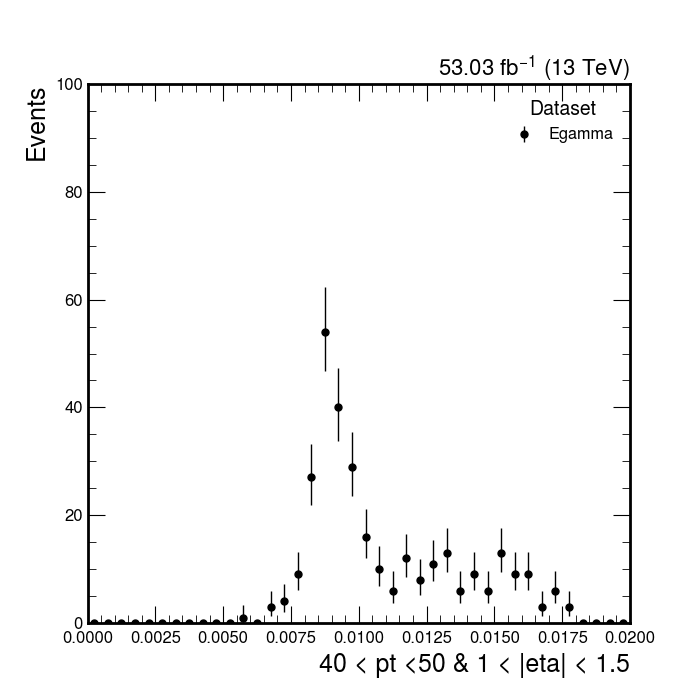 53.03 fb⁻¹ (13 TeV)
Events
Dataset
Egamma
100
80
60
40
20
0
0.0000 0.0025 0.0050 0.0075 0.0100 0.0125 0.0150 0.0175 0.0200
40 < pt <50 & 1 < |eta| < 1.5